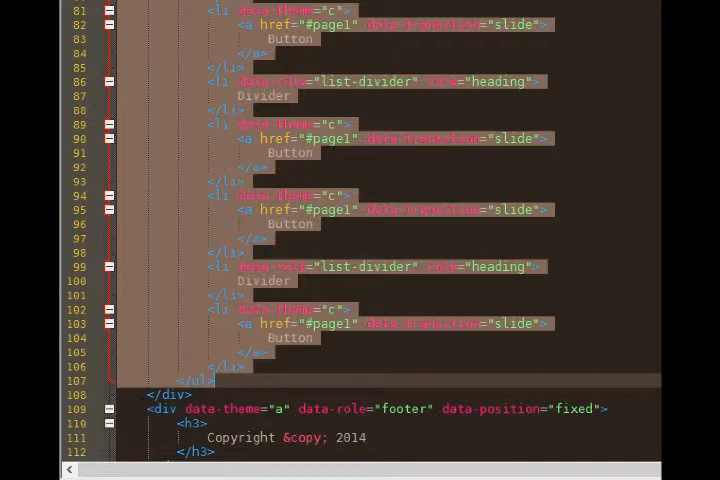 81 <li data-theme="c">
82 <a href="#page1" data-transition="slide">
83 Button
84 </a>
85 </li>
86 <li data-role="list-divider" role="heading">
87 Divider
88 </li>
89 <li data-theme="c">
90 <a href="#page1" data-transition="slide">
91 Button
92 </a>
93 </li>
94 <li data-theme="c">
95 <a href="#page1" data-transition="slide">
96 Button
97 </a>
98 </li>
99 <li data-role="list-divider" role="heading">
100 Divider
101 </li>
102 <li data-theme="c">
103 <a href="#page1" data-transition="slide">
104 Button
105 </a>
106 </li>
107 </ul>
108 </div>
109 <div data-theme="a" data-role="footer" data-position="fixed">
110 <h3>
111 Copyright &copy; 2014
112 </h3>